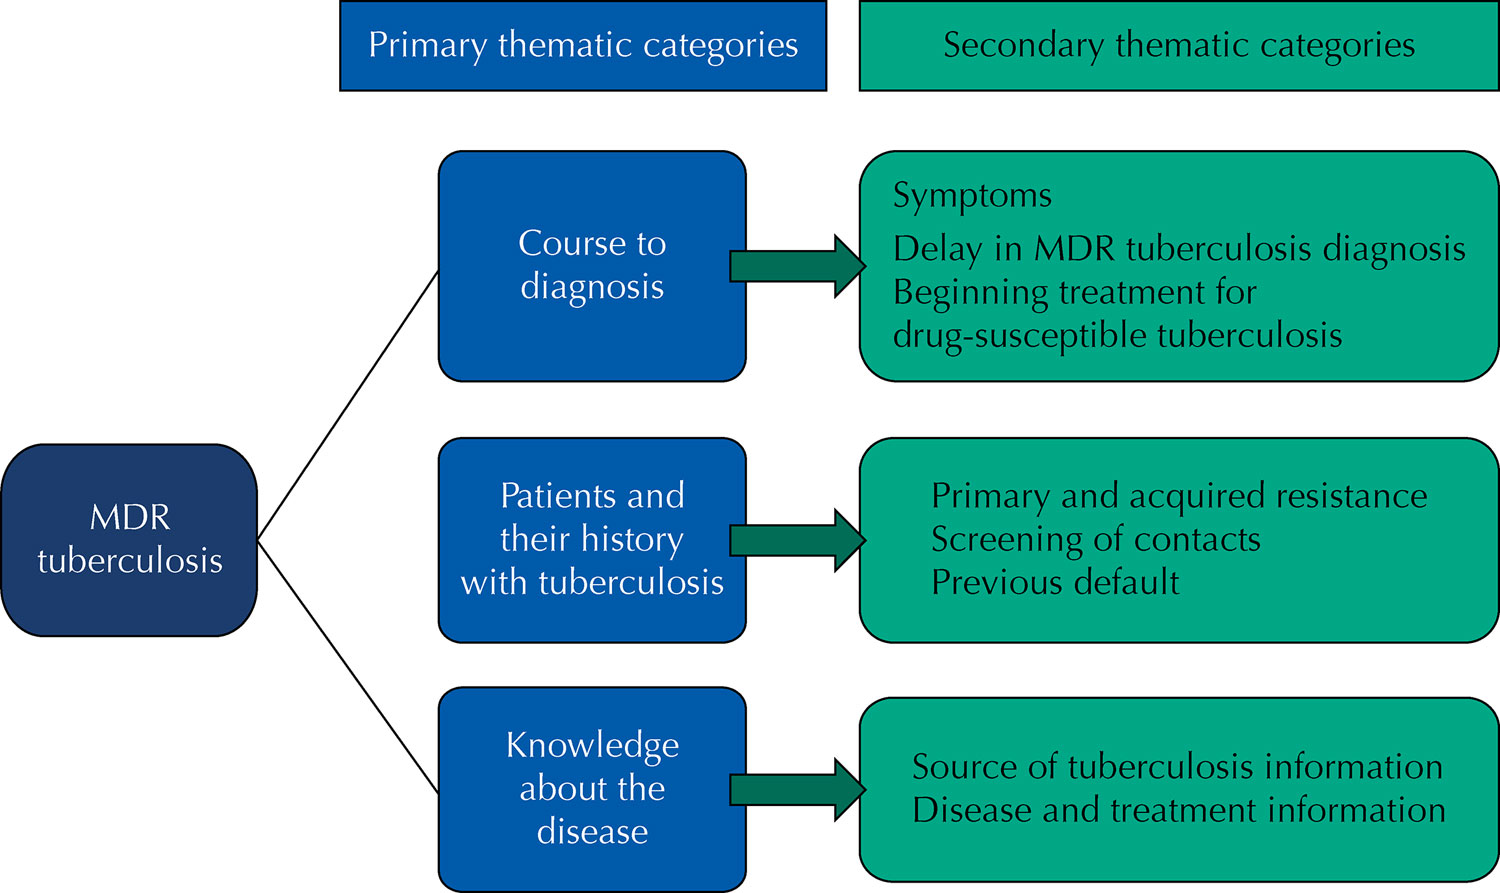 Primary thematic categories
Secondary thematic categories
MDR
tuberculosis
Course to
diagnosis
Symptoms
Delay in MDR tuberculosis diagnosis
Beginning treatment for
drug-susceptible tuberculosis
Patients and
their history
with tuberculosis
Primary and acquired resistance
Screening of contacts
Previous default
Knowledge
about the
disease
Source of tuberculosis information
Disease and treatment information